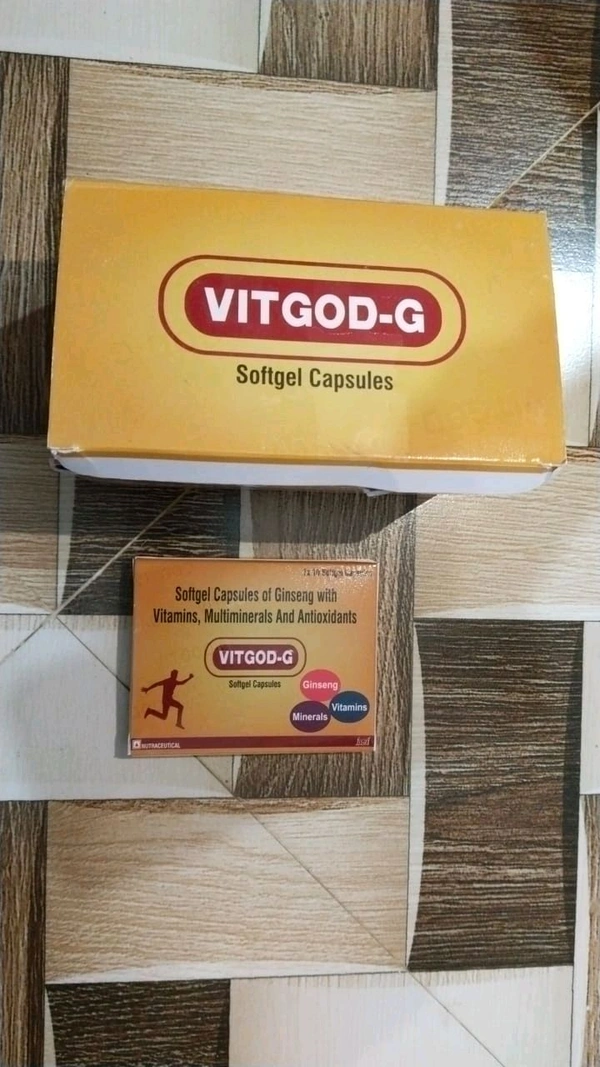 VITGOD-G
Softgel Capsules
Softgel Capsules of Ginseng with
Vitamins, Multiminerals And Antioxidants
VITGOD-G
Softgel Capsules
Ginseng
Vitamins
Minerals
NUTRACEUTICAL